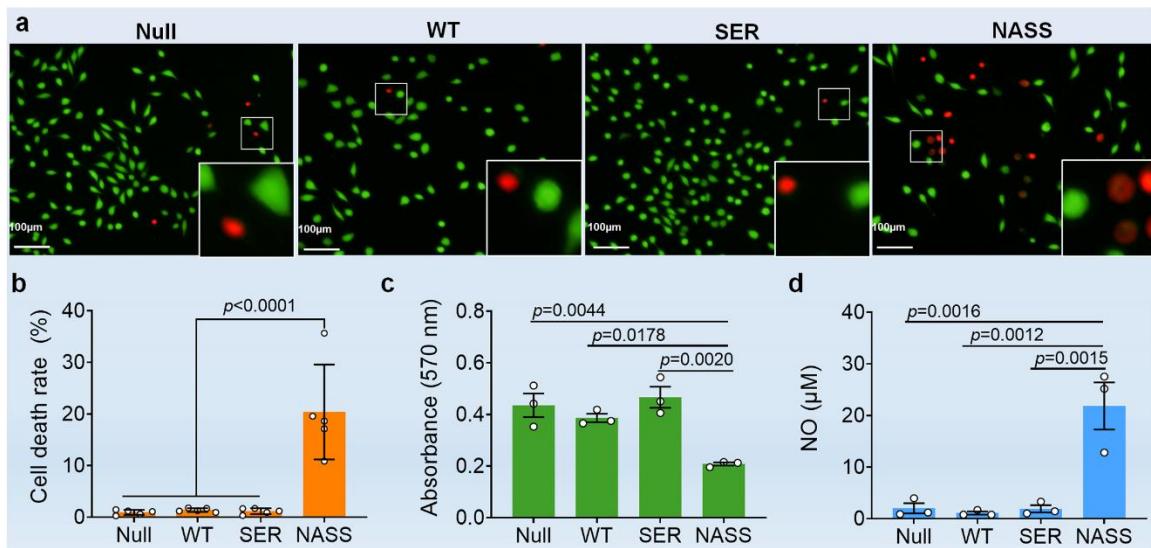 a
Null
WT
SER
NASS
100μm
100μm
100μm
100μm
b
p<0.0001
Cell death rate (%)
40
30
20
10
0
Null WT SER NASS
c
p=0.0044
p=0.0178
p=0.0020
Absorbance (570 nm)
0.8
0.6
0.4
0.2
0.0
Null WT SER NASS
d
p=0.0016
p=0.0012
p=0.0015
NO (μM)
40
30
20
10
0
Null WT SER NASS